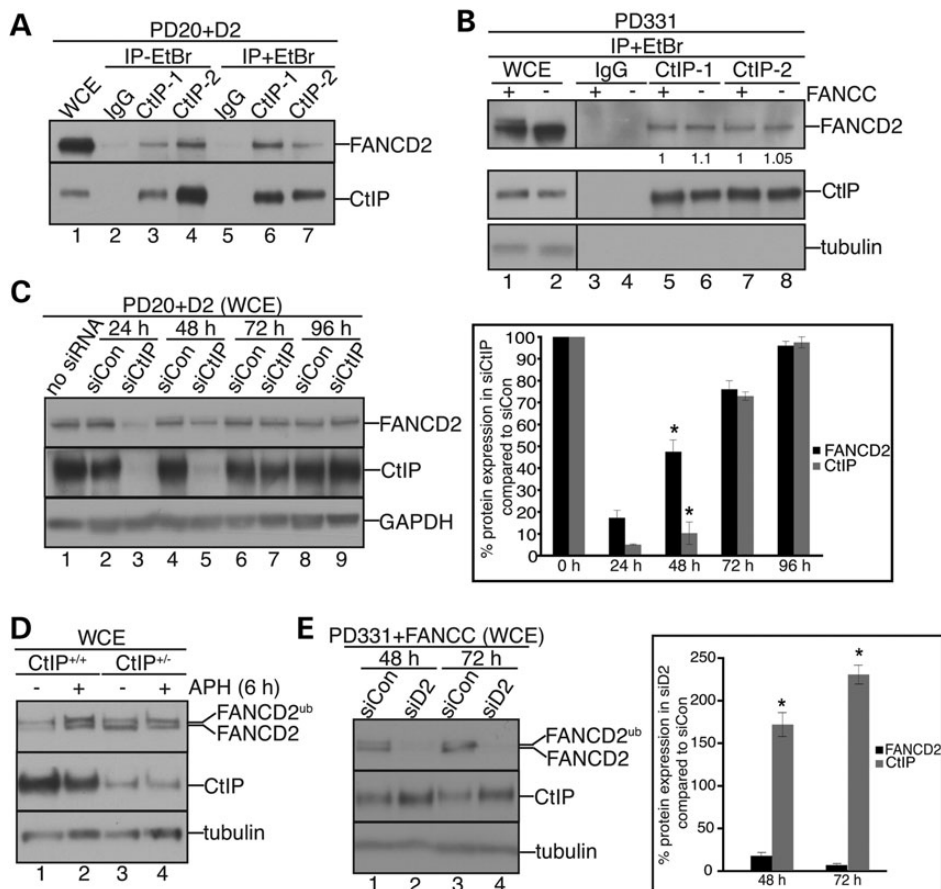 A
PD20+D2
IP-EtBr IP+EtBr
WCE IgG CtIP-1 CtIP-2 IgG CtIP-1 CtIP-2
FANCD2
CtIP
1 2 3 4 5 6 7
B
PD331
IP+EtBr
WCE IgG CtIP-1 CtIP-2
+ - + - + - + - FANCC
FANCD2
1 1.1 1 1.05
CtIP
tubulin
1 2 3 4 5 6 7 8
C
PD20+D2 (WCE)
24 h 48 h 72 h 96 h
no siRNA siCon siCtIP siCon siCtIP siCon siCtIP siCon siCtIP
FANCD2
CtIP
GAPDH
1 2 3 4 5 6 7 8 9
% protein expression in siCtIP
compared to siCon
100
90
80
70
60
50
40
30
20
10
0
* *
0 h 24 h 48 h 72 h 96 h
FANCD2
CtIP
D
WCE
CtIP+/+ CtIP+/-
- + - + APH (6 h)
FANCD2ub
FANCD2
CtIP
tubulin
1 2 3 4
E
PD331+FANCC (WCE)
48 h 72 h
siCon siD2 siCon siD2
FANCD2ub
FANCD2
CtIP
tubulin
1 2 3 4
% protein expression in siD2
compared to siCon
250
200
150
100
50
0
* *
48 h 72 h
FANCD2
CtIP